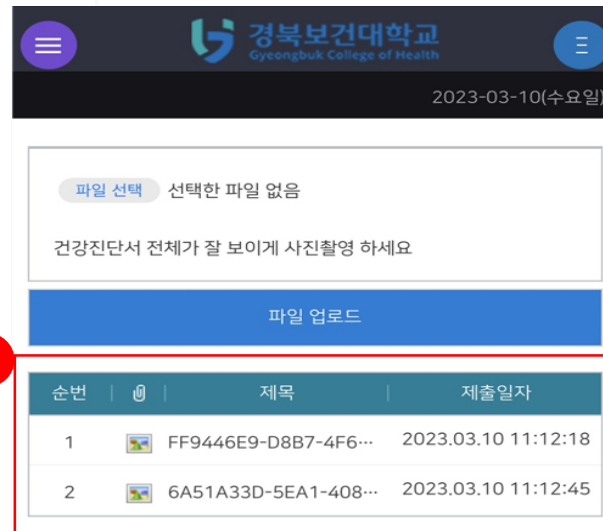 경북보건대학교
Gyeongbuk College of Health
2023-03-10(수요일)
파일 선택 선택한 파일 없음
건강진단서 전체가 잘 보이게 사진촬영 하세요
파일 업로드
순번 제목 제출일자
1 FF9446E9-D8B7-4F6… 2023.03.10 11:12:18
2 6A51A33D-5EA1-408… 2023.03.10 11:12:45